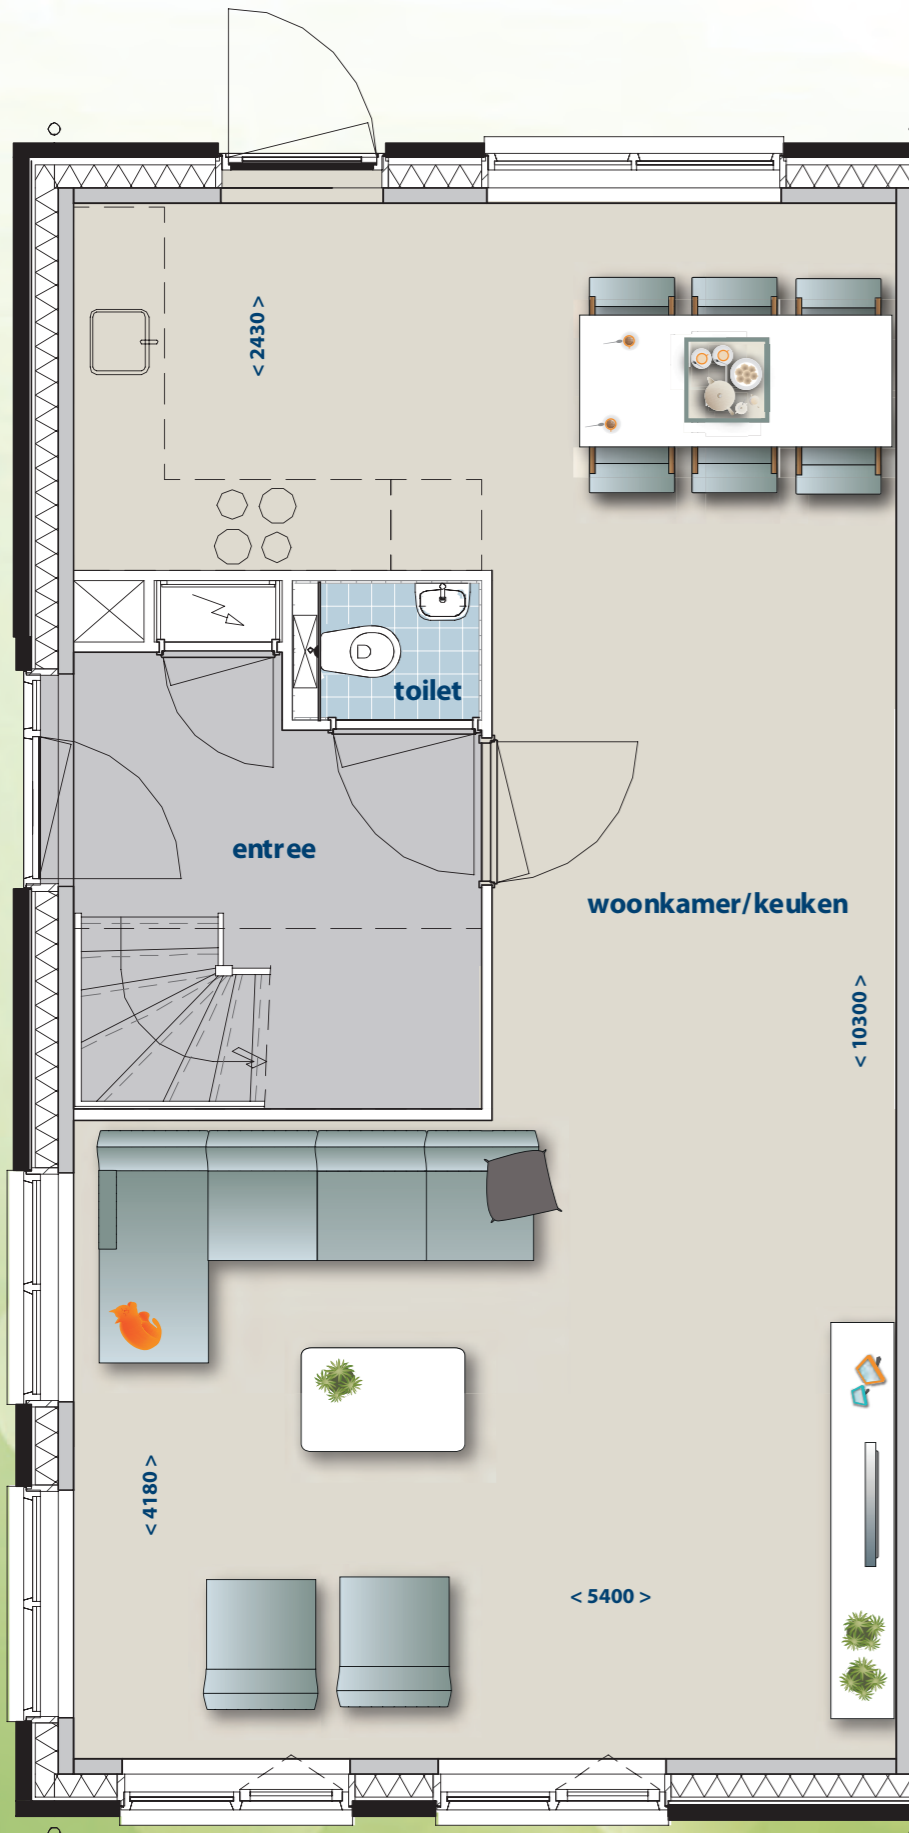 < 2430 >
toilet
entree
woonkamer/keuken
< 10300 >
< 4180 >
< 5400 >